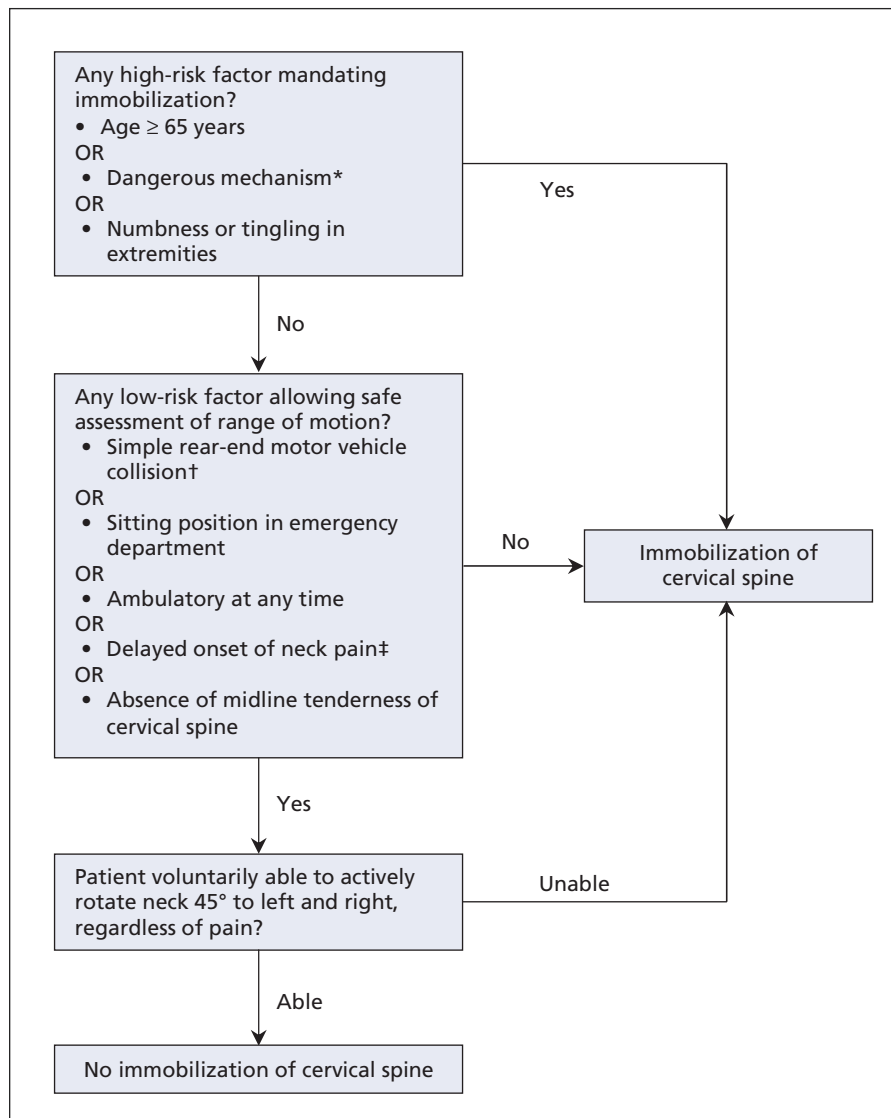 Any high-risk factor mandating
immobilization?
• Age ≥ 65 years
OR
• Dangerous mechanism*
OR
• Numbness or tingling in
extremities
Yes
No
Any low-risk factor allowing safe
assessment of range of motion?
• Simple rear-end motor vehicle
collision†
OR
• Sitting position in emergency
department
OR
• Ambulatory at any time
OR
• Delayed onset of neck pain‡
OR
• Absence of midline tenderness of
cervical spine
No
Immobilization of
cervical spine
Yes
Patient voluntarily able to actively
rotate neck 45° to left and right,
regardless of pain?
Unable
Able
No immobilization of cervical spine